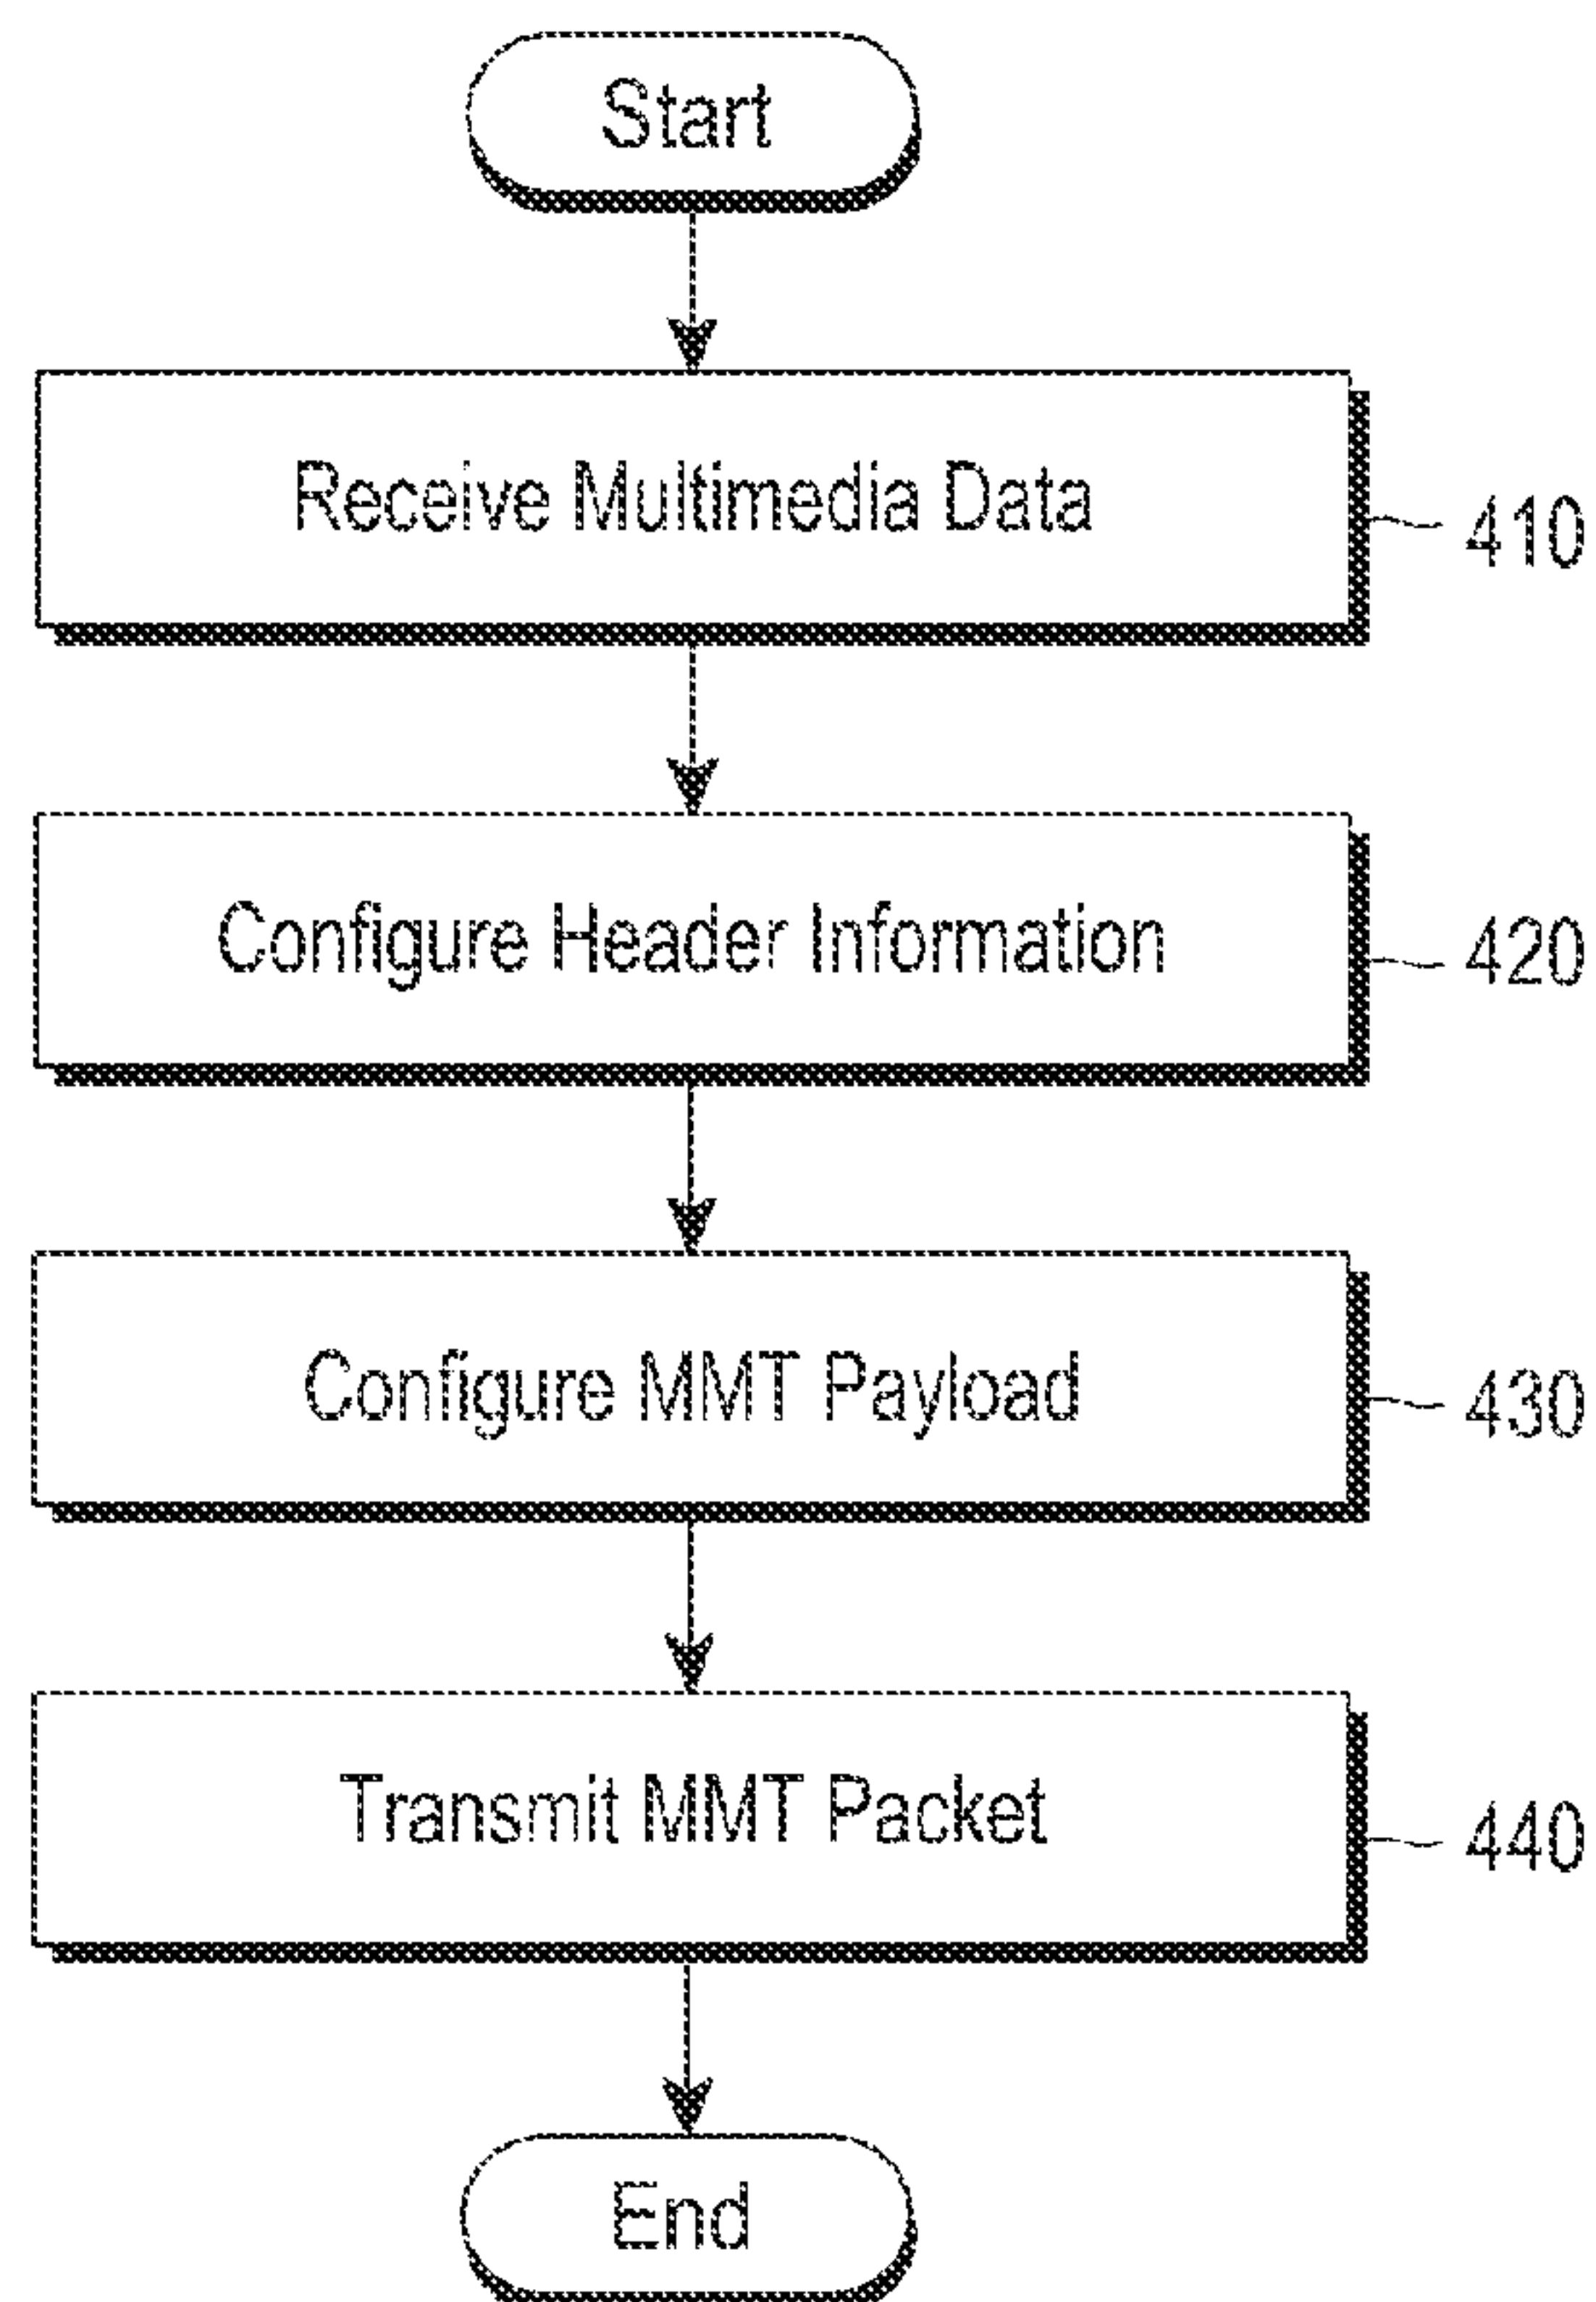 Start
Receive Multimedia Data
410
Configure Header Information
420
Configure MMT Payload
430
Transmit MMT Packet
440
End